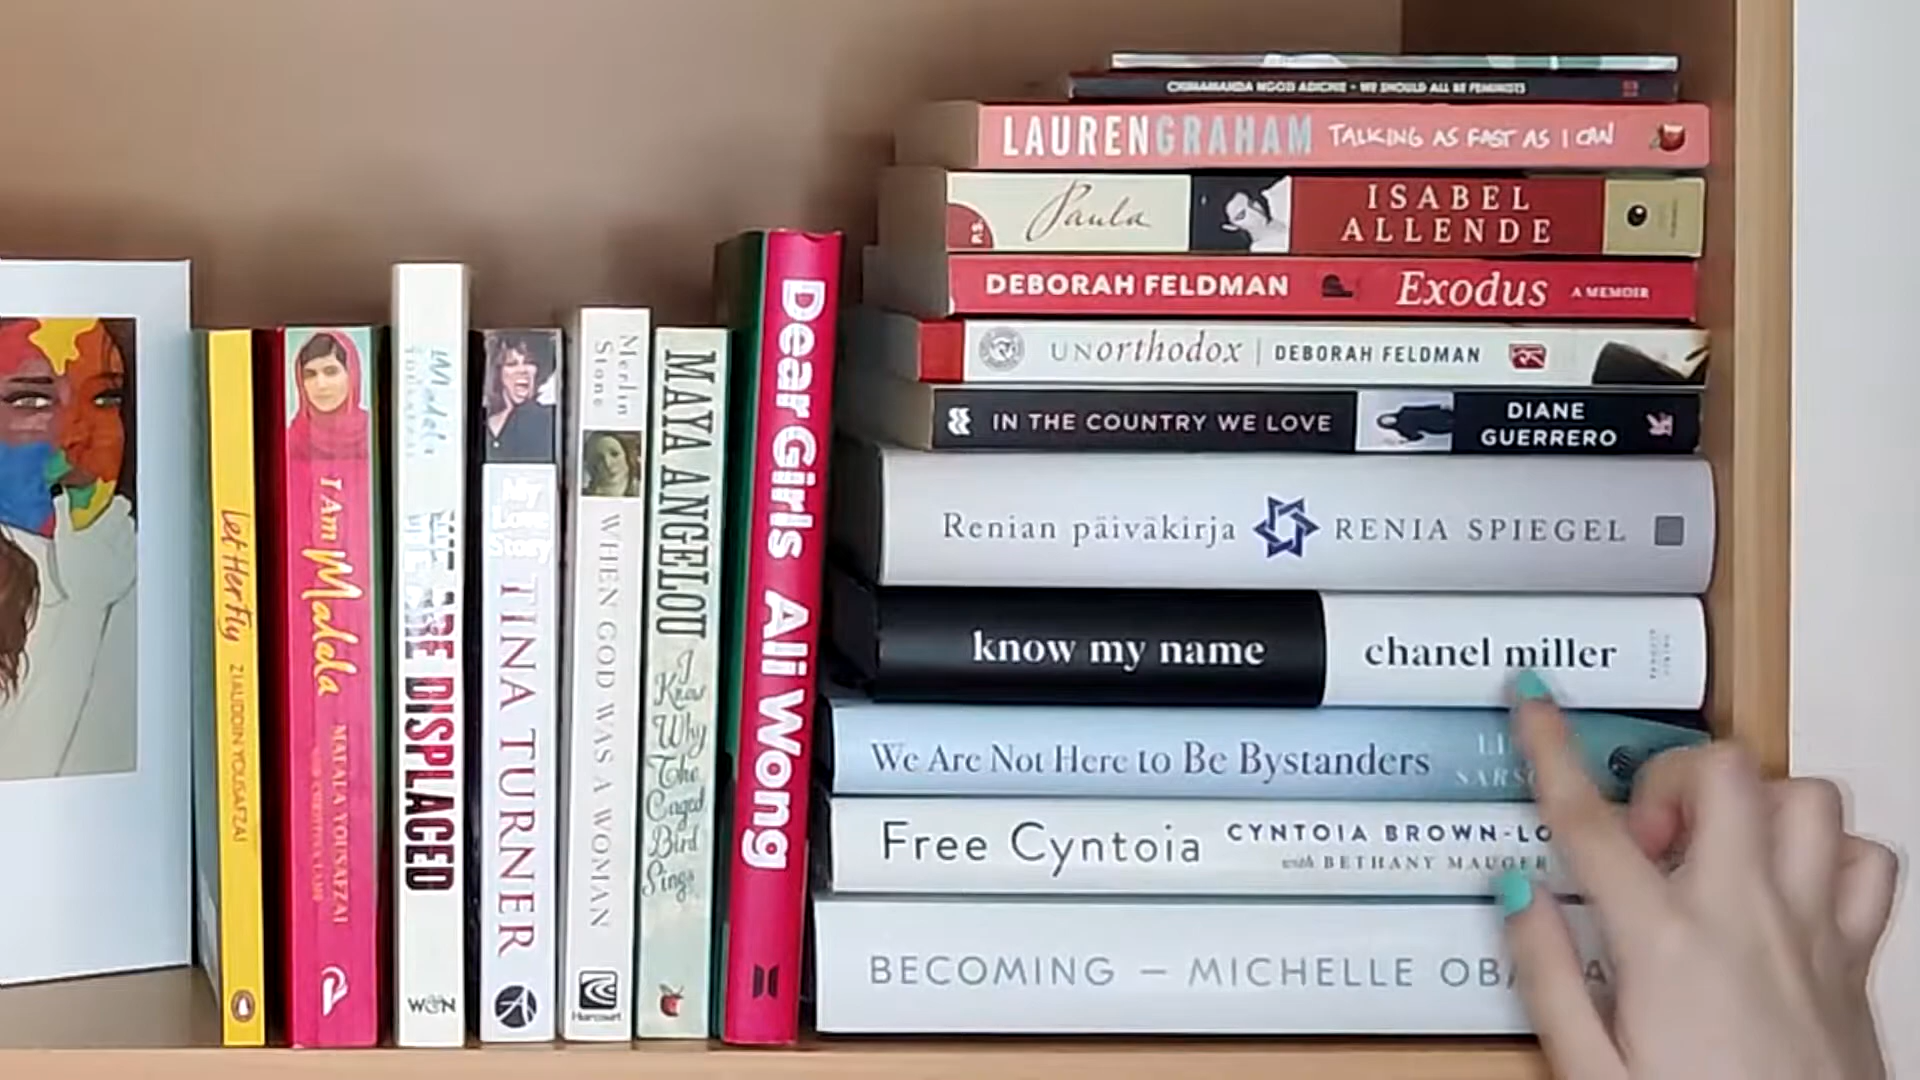 Let Her Fly ZIAUDDIN YOUSAFZAI
I Am Malala MALALA YOUSAFZAI
WE ARE DISPLACED
W&N
TINA TURNER
Merlin
Stone
WHEN GOD WAS A WOMAN
Harcourt
MAYA ANGELOU I Know Why The Caged Bird Sings
Dear Girls Ali Wong
CHIMAMANDA NGOZI ADICHIE - WE SHOULD ALL BE FEMINISTS
LAUREN GRAHAM TALKING AS FAST AS I CAN
P.S. Paula ISABEL
ALLENDE
DEBORAH FELDMAN Exodus A MEMOIR
UNorthodox | DEBORAH FELDMAN
IN THE COUNTRY WE LOVE DIANE
GUERRERO
Renian päiväkirja RENIA SPIEGEL
know my name chanel miller
We Are Not Here to Be Bystanders
Free Cyntoia CYNTOIA BROWN-LO
with BETHANY MAUGER
BECOMING — MICHELLE OBAMA